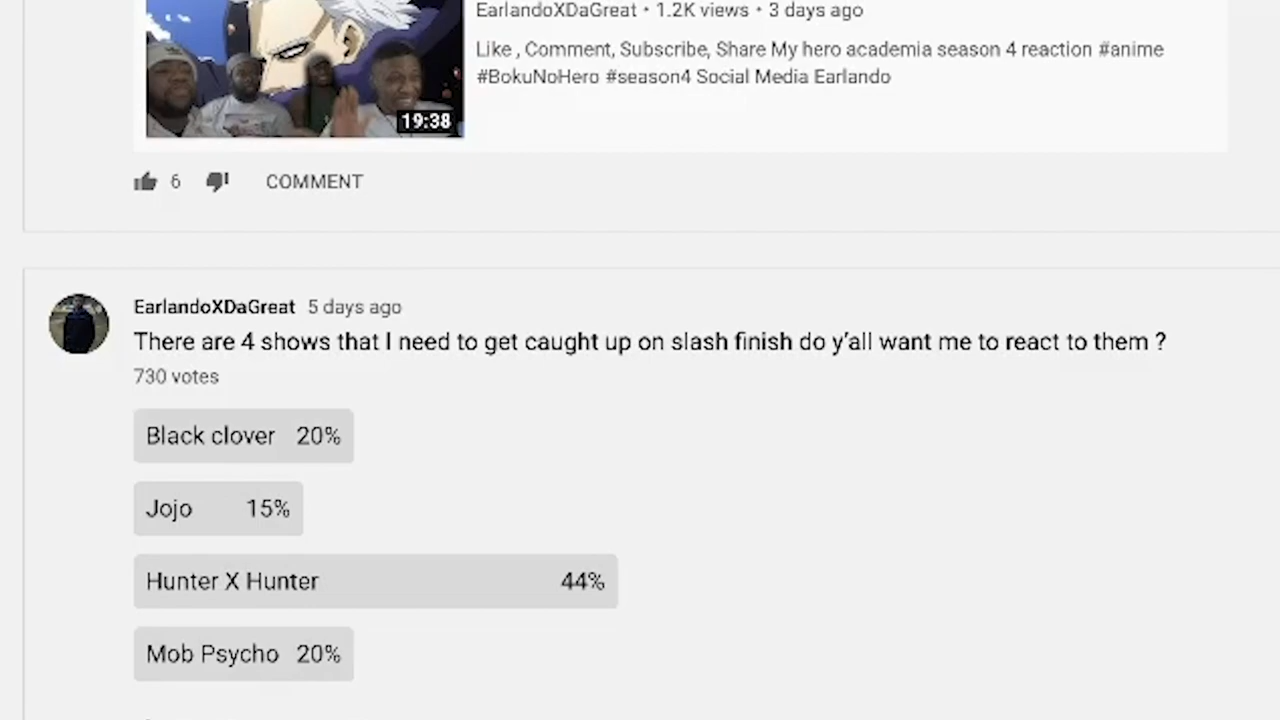 EarlandoXDaGreat • 1.2K views • 3 days ago
Like , Comment, Subscribe, Share My hero academia season 4 reaction #anime
#BokuNoHero #season4 Social Media Earlando
19:38
6 COMMENT
EarlandoXDaGreat 5 days ago
There are 4 shows that I need to get caught up on slash finish do y'all want me to react to them ?
730 votes
Black clover 20%
Jojo 15%
Hunter X Hunter 44%
Mob Psycho 20%